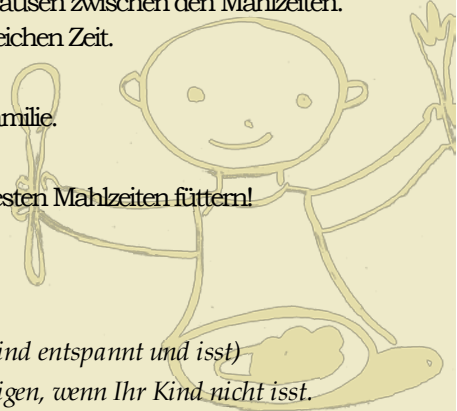 ausen zwischen den Mahlzeiten.
eichen Zeit.
amilie.
esten Mahlzeiten füttern!
ind entspannt und isst)
igen, wenn Ihr Kind nicht isst.